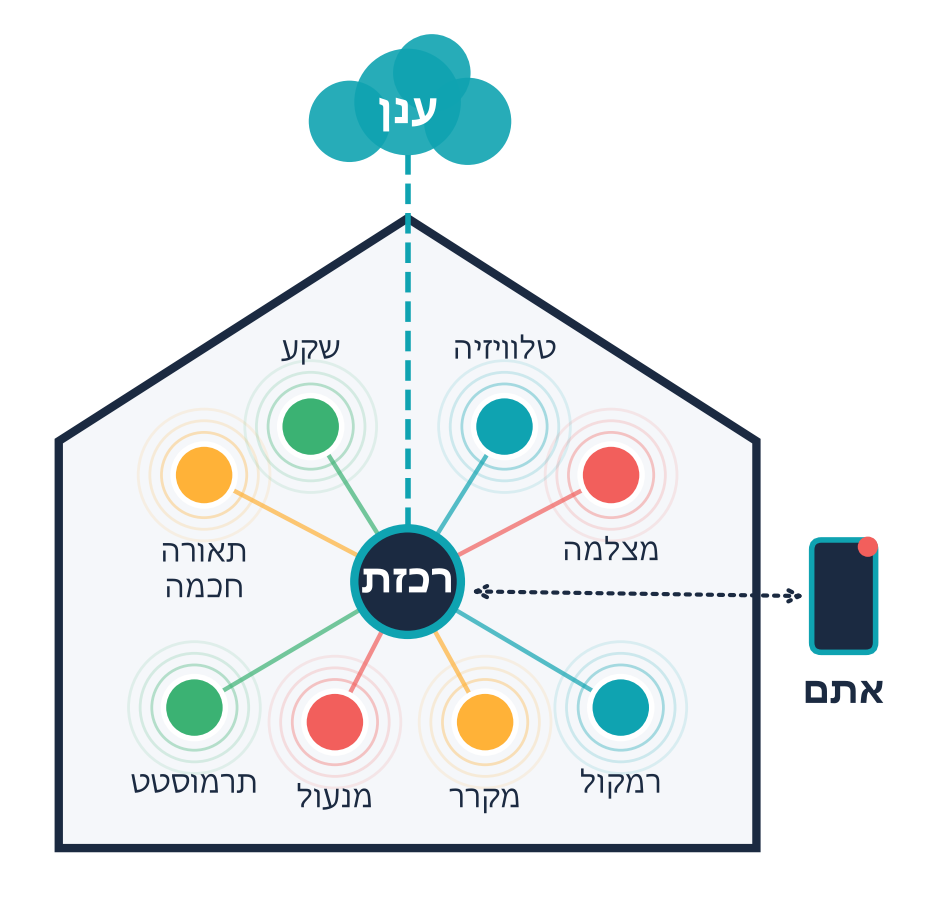 ענן
טלוויזיה
שקע
מצלמה
תאורה
חכמה
רכזת
אתם
רמקול
מקרר
מנעול
תרמוסטט